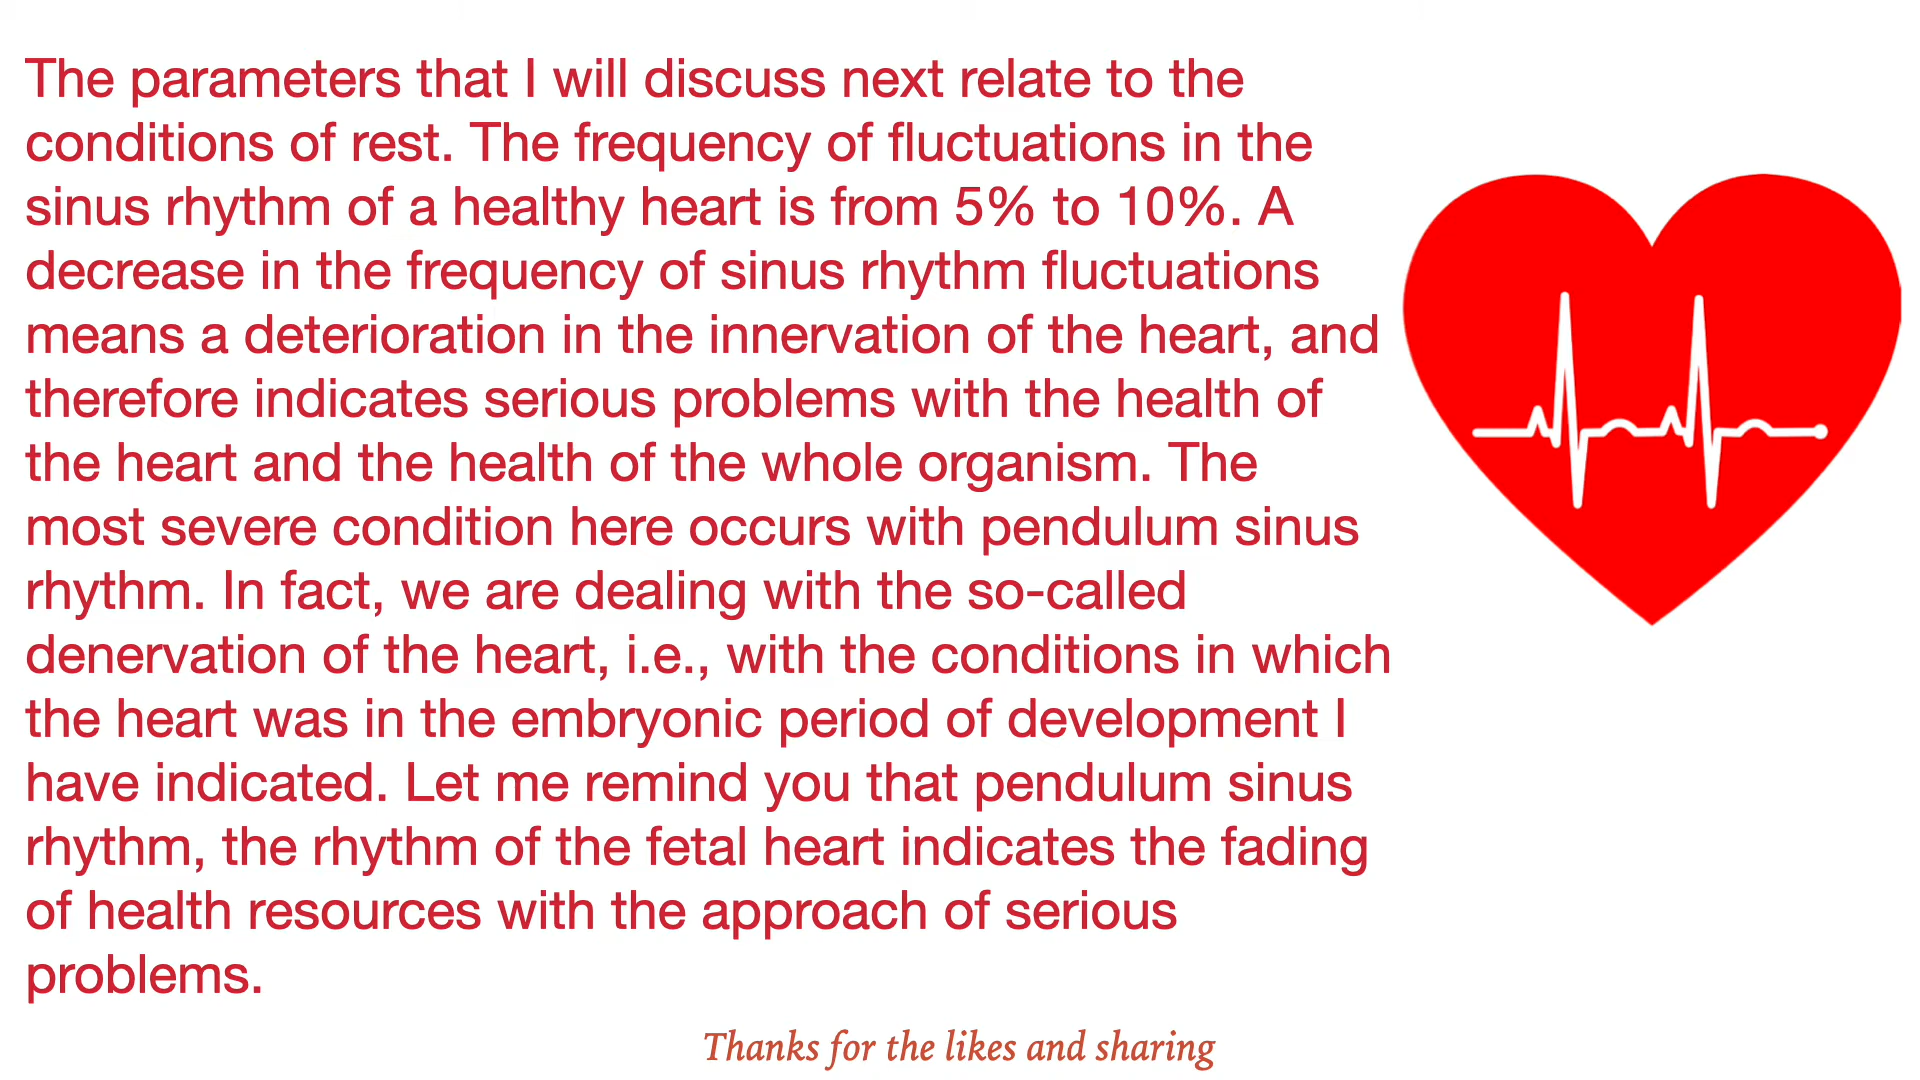 The parameters that I will discuss next relate to the
conditions of rest. The frequency of fluctuations in the
sinus rhythm of a healthy heart is from 5% to 10%. A
decrease in the frequency of sinus rhythm fluctuations
means a deterioration in the innervation of the heart, and
therefore indicates serious problems with the health of
the heart and the health of the whole organism. The
most severe condition here occurs with pendulum sinus
rhythm. In fact, we are dealing with the so-called
denervation of the heart, i.e., with the conditions in which
the heart was in the embryonic period of development I
have indicated. Let me remind you that pendulum sinus
rhythm, the rhythm of the fetal heart indicates the fading
of health resources with the approach of serious
problems.
Thanks for the likes and sharing